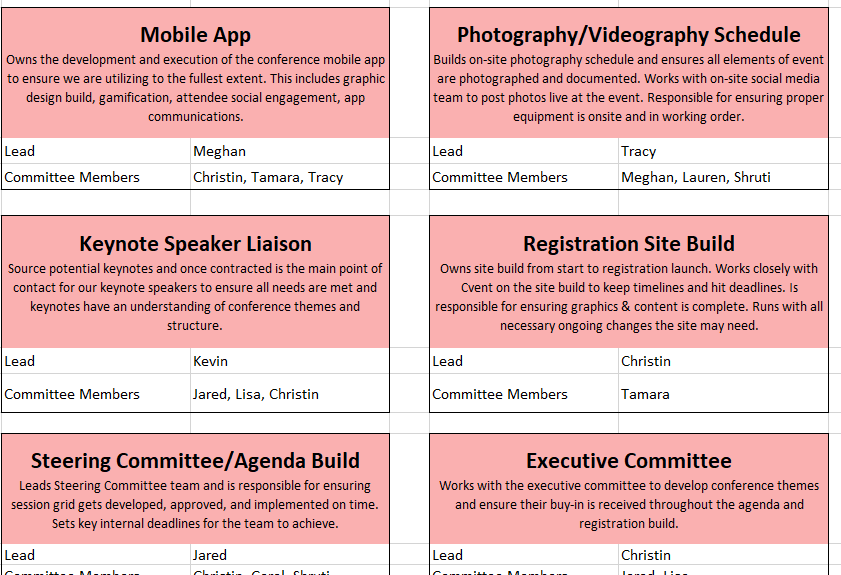 Mobile App
Owns the development and execution of the conference mobile app
to ensure we are utilizing to the fullest extent. This includes graphic
design build, gamification, attendee social engagement, app
communications.
Lead Meghan
Committee Members Christin, Tamara, Tracy
Photography/Videography Schedule
Builds on-site photography schedule and ensures all elements of event
are photographed and documented. Works with on-site social media
team to post photos live at the event. Responsible for ensuring proper
equipment is onsite and in working order.
Lead Tracy
Committee Members Meghan, Lauren, Shruti
Keynote Speaker Liaison
Source potential keynotes and once contracted is the main point of
contact for our keynote speakers to ensure all needs are met and
keynotes have an understanding of conference themes and
structure.
Lead Kevin
Committee Members Jared, Lisa, Christin
Registration Site Build
Owns site build from start to registration launch. Works closely with
Cvent on the site build to keep timelines and hit deadlines. Is
responsible for ensuring graphics & content is complete. Runs with all
necessary ongoing changes the site may need.
Lead Christin
Committee Members Tamara
Steering Committee/Agenda Build
Leads Steering Committee team and is responsible for ensuring
session grid gets developed, approved, and implemented on time.
Sets key internal deadlines for the team to achieve.
Lead Jared
Committee Members Christin, Carol, Shruti
Executive Committee
Works with the executive committee to develop conference themes
and ensure their buy-in is received throughout the agenda and
registration build.
Lead Christin
Committee Members Jared, Lisa